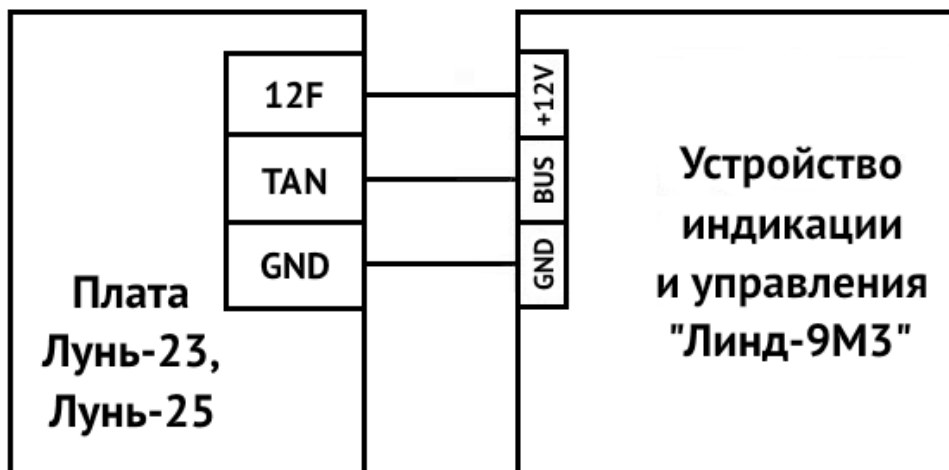 12F
TAN
GND
Плата
Лунь-23,
Лунь-25
+12V
BUS
GND
Устройство
индикации
и управления
"Линд-9М3"